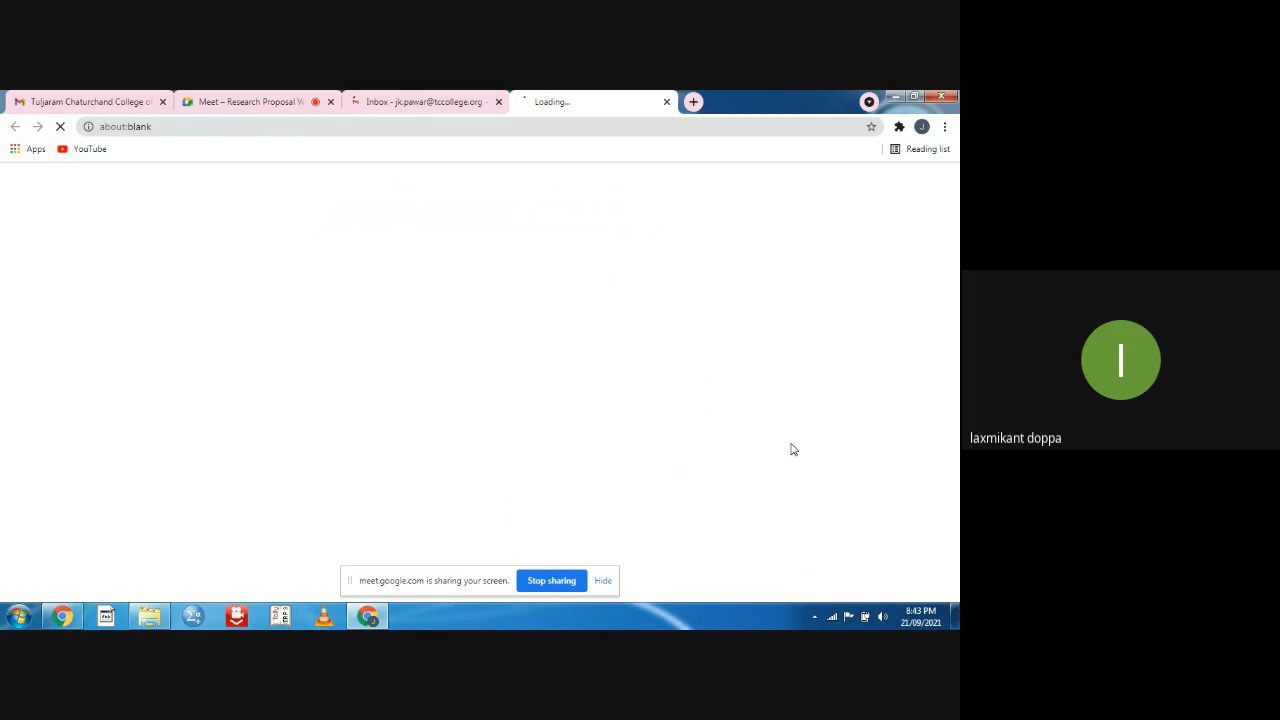 Tuljaram Chaturchand College of
Meet – Research Proposal W
Inbox - jk.pawar@tccollege.org -
Loading...
about:blank
J
Apps
YouTube
Reading list
l
laxmikant doppa
meet.google.com is sharing your screen.
Stop sharing
Hide
8:43 PM
21/09/2021